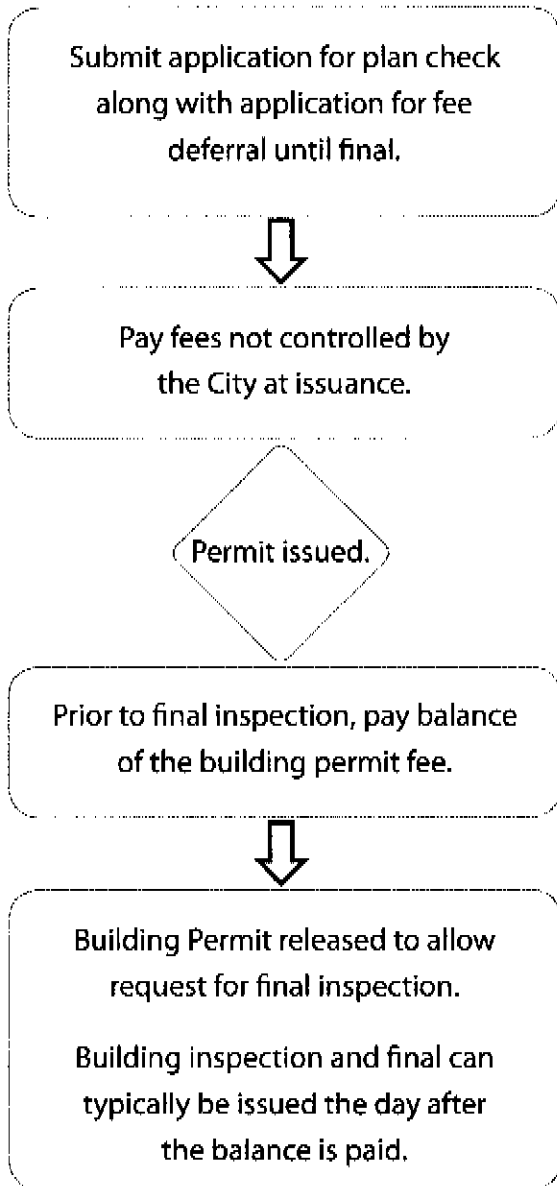 Submit application for plan check
along with application for fee
deferral until final.
Pay fees not controlled by
the City at issuance.
Permit issued.
Prior to final inspection, pay balance
of the building permit fee.
Building Permit released to allow
request for final inspection.
Building inspection and final can
typically be issued the day after
the balance is paid.